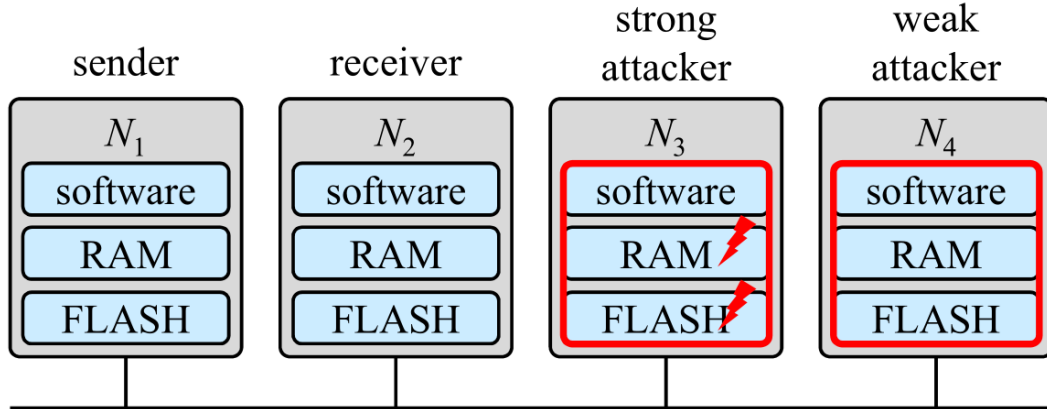 sender
receiver
strong
attacker
weak
attacker
N1
software
RAM
FLASH
N2
software
RAM
FLASH
N3
software
RAM
FLASH
N4
software
RAM
FLASH